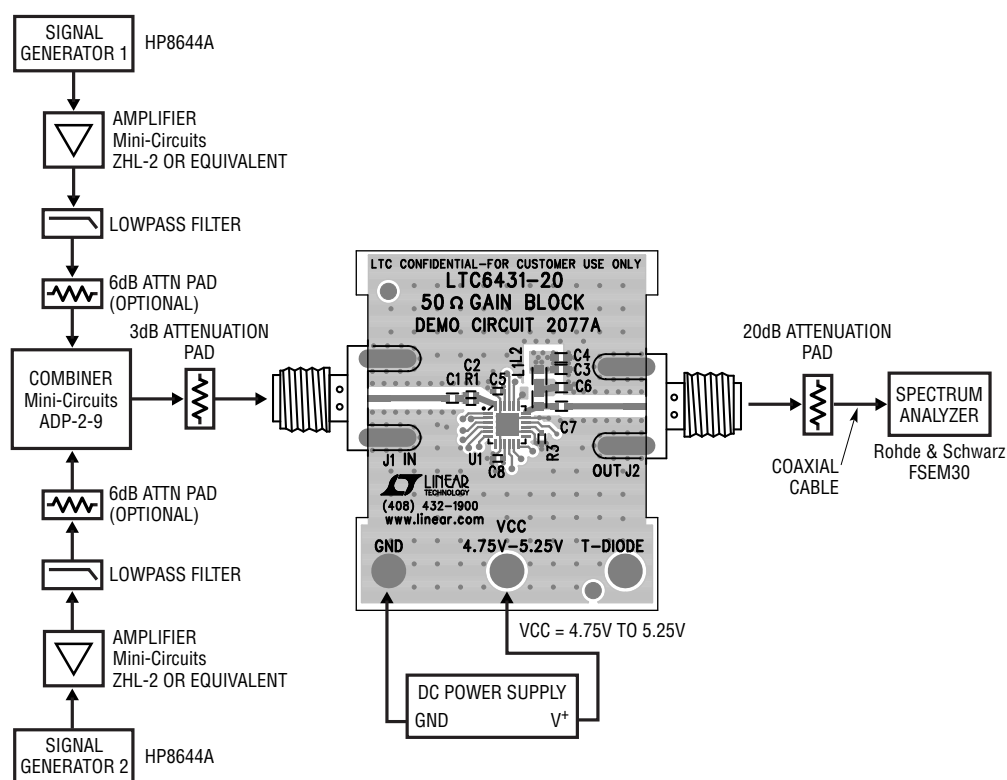 SIGNAL
GENERATOR 1
HP8644A
AMPLIFIER
Mini-Circuits
ZHL-2 OR EQUIVALENT
LOWPASS FILTER
6dB ATTN PAD
(OPTIONAL)
3dB ATTENUATION
PAD
COMBINER
Mini-Circuits
ADP-2-9
6dB ATTN PAD
(OPTIONAL)
LOWPASS FILTER
AMPLIFIER
Mini-Circuits
ZHL-2 OR EQUIVALENT
SIGNAL
GENERATOR 2
HP8644A
LTC CONFIDENTIAL-FOR CUSTOMER USE ONLY
LTC6431-20
50 Ω GAIN BLOCK
DEMO CIRCUIT 2077A
C2
C1 R1
C5
L1
L2
C4
C3
C6
C7
R3
U1
C8
J1 IN
OUT J2
LINEAR
TECHNOLOGY
(408) 432-1900
www.linear.com
VCC
GND
4.75V-5.25V
T-DIODE
VCC = 4.75V TO 5.25V
DC POWER SUPPLY
GND
V+
20dB ATTENUATION
PAD
COAXIAL
CABLE
SPECTRUM
ANALYZER
Rohde & Schwarz
FSEM30